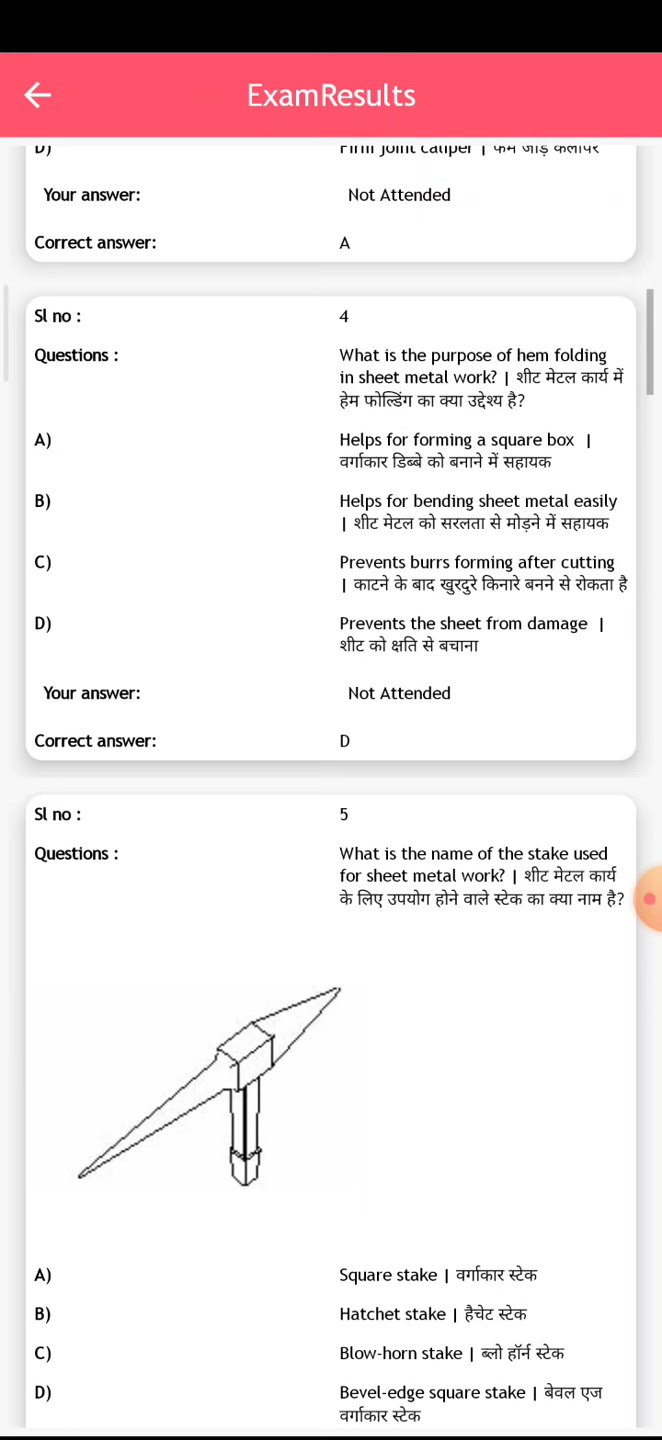 ExamResults
D)
Firm joint caliper | फर्म जोड़ कैलीपर
Your answer:
Not Attended
Correct answer:
A
Sl no :
4
Questions :
What is the purpose of hem folding
in sheet metal work? | शीट मेटल कार्य में
हेम फोल्डिंग का क्या उद्देश्य है?
A)
Helps for forming a square box |
वर्गाकार डिब्बे को बनाने में सहायक
B)
Helps for bending sheet metal easily
| शीट मेटल को सरलता से मोड़ने में सहायक
C)
Prevents burrs forming after cutting
| काटने के बाद खुरदुरे किनारे बनने से रोकता है
D)
Prevents the sheet from damage |
शीट को क्षति से बचाना
Your answer:
Not Attended
Correct answer:
D
Sl no :
5
Questions :
What is the name of the stake used
for sheet metal work? | शीट मेटल कार्य
के लिए उपयोग होने वाले स्टेक का क्या नाम है?
A)
Square stake | वर्गाकार स्टेक
B)
Hatchet stake | हैचेट स्टेक
C)
Blow-horn stake | ब्लो हॉर्न स्टेक
D)
Bevel-edge square stake | बेवल एज
वर्गाकार स्टेक